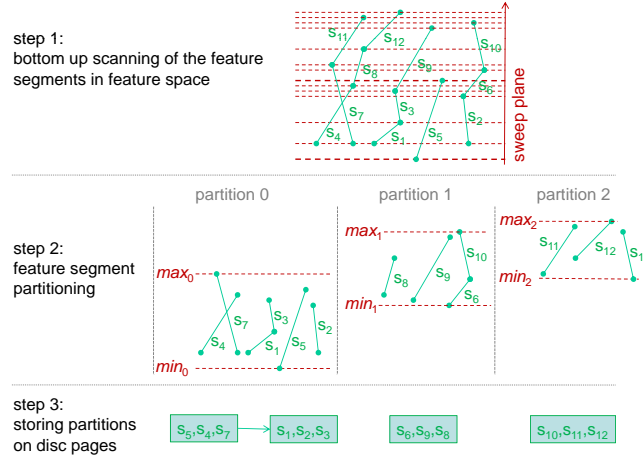 step 1:
bottom up scanning of the feature
segments in feature space
s11
s12
s10
s8
s9
s6
s3
s4
s7
s1
s5
s2
sweep plane
partition 0
partition 1
partition 2
step 2:
feature segment
partitioning
max0
min0
s7
s4
s3
s1
s5
s2
max1
min1
s8
s9
s10
s6
max2
min2
s11
s12
s1
step 3:
storing partitions
on disc pages
s5,s4,s7
s1,s2,s3
s6,s9,s8
s10,s11,s12